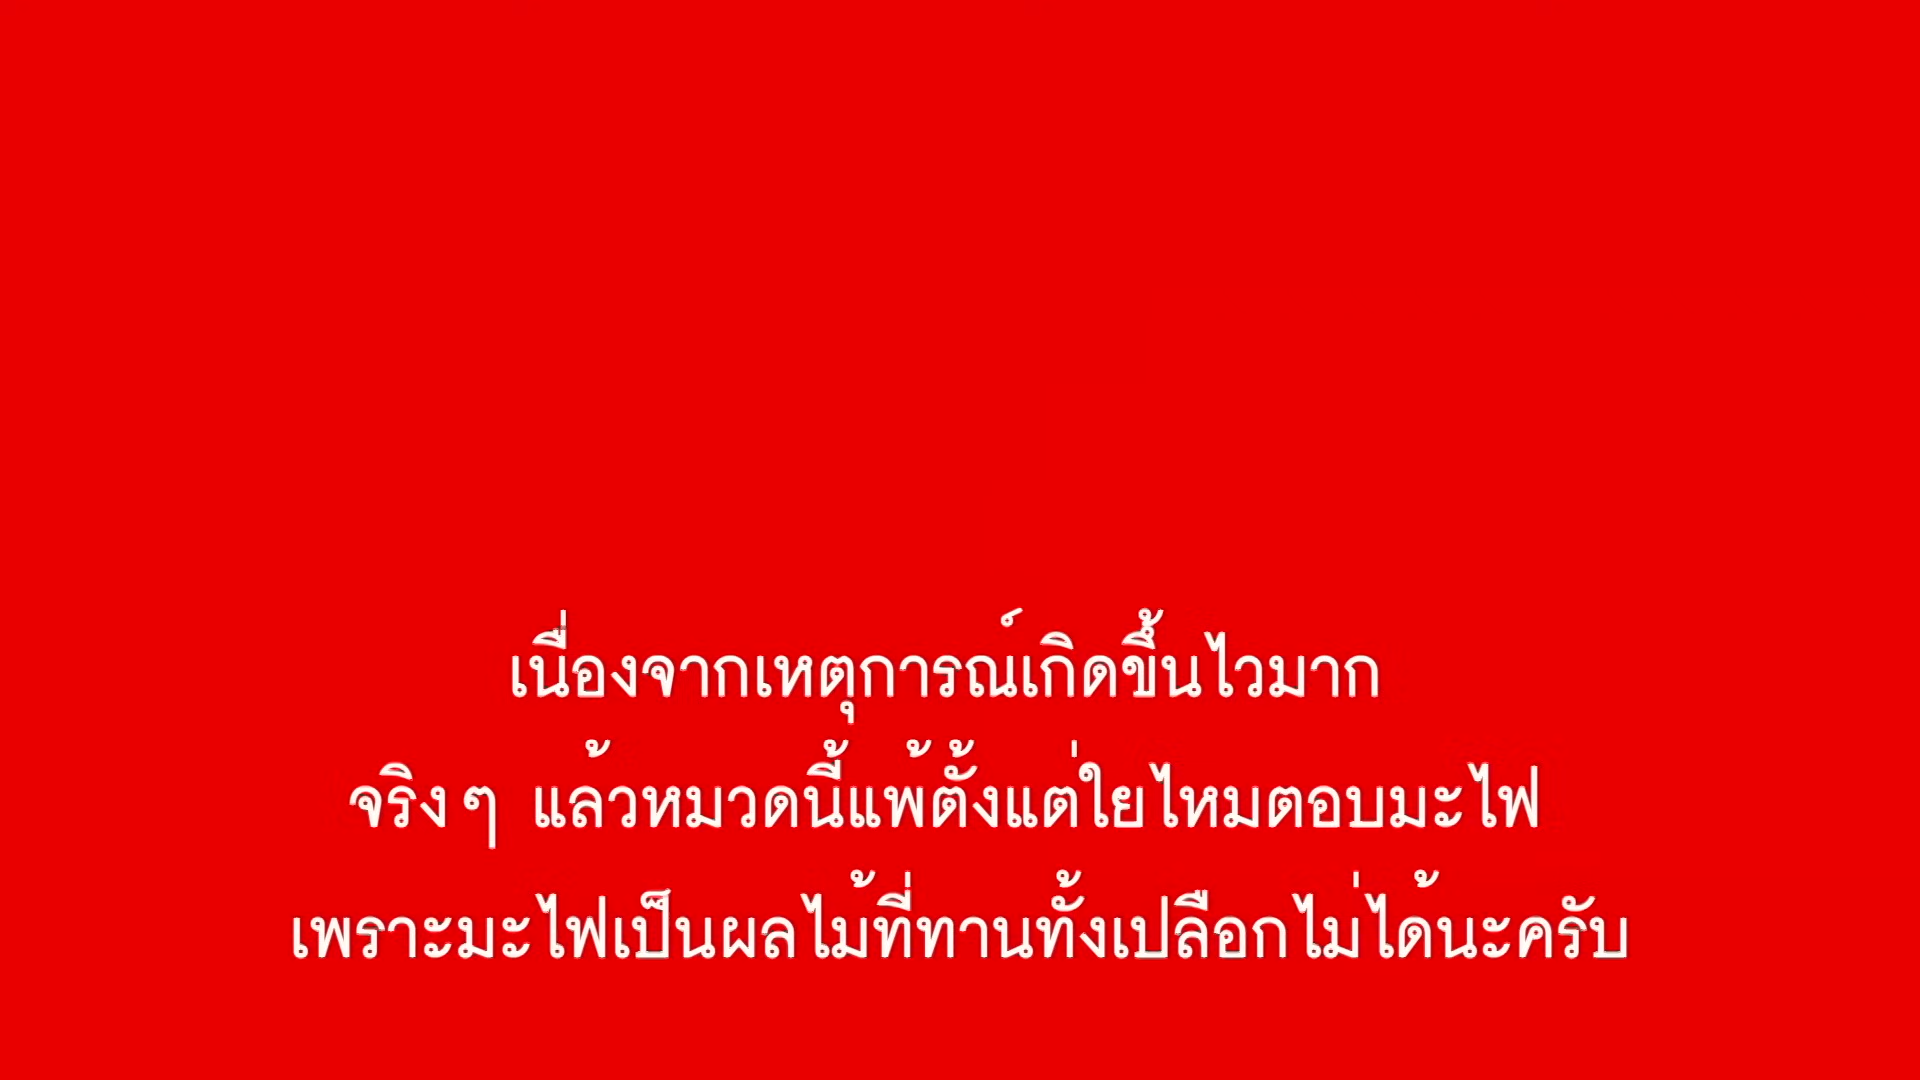 เนื่องจากเหตุการณ์เกิดขึ้นไวมาก
จริงๆ แล้วหมวดนี้แพ้ตั้งแต่ใยไหมตอบมะไฟ
เพราะมะไฟเป็นผลไม้ที่ทานทั้งเปลือกไม่ได้นะครับ